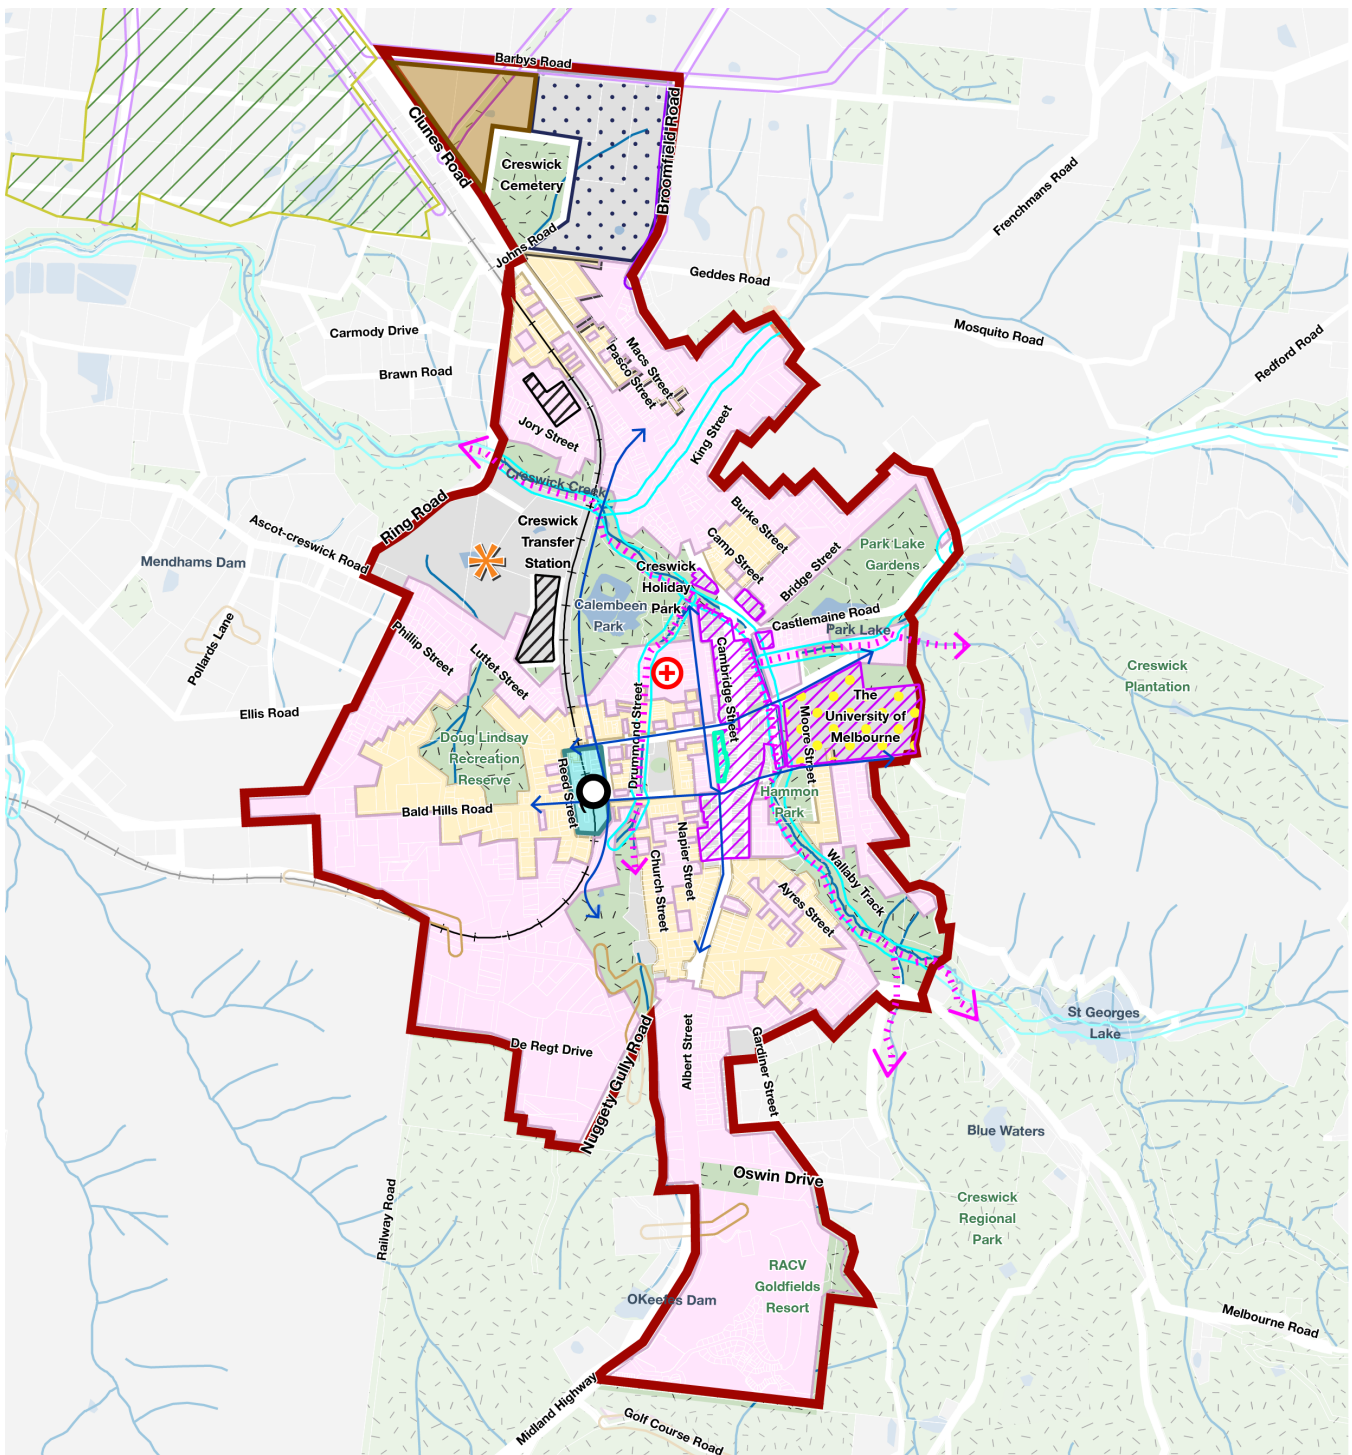 Barbys Road
Clunes Road
Broomfield Road
Creswick
Cemetery
Johns Road
Frenchmans Road
Geddes Road
Mosquito Road
Redford Road
Carmody Drive
Brawn Road
Macs Street
Pasco Street
Jory Street
King Street
Creswick Creek
Ring Road
Ascot-creswick Road
Mendhams Dam
Creswick
Transfer
Station
Burke Street
Camp Street
Bridge Street
Park Lake
Gardens
Creswick
Holiday
Park
Calembeen
Park
Castlemaine Road
Park Lake
Pollards Lane
Phillip Street
Luttet Street
Cambridge Street
Creswick
Plantation
Ellis Road
Drummond Street
The
University of
Melbourne
Moore Street
Doug Lindsay
Recreation
Reserve
Reed Street
Bald Hills Road
Hammon
Park
Napier Street
Church Street
Wallaby Track
Ayres Street
St Georges
Lake
De Regt Drive
Nuggety Gully Road
Albert Street
Gardiner Street
Blue Waters
Oswin Drive
Creswick
Regional
Park
Railway Road
RACV
Goldfields
Resort
OKeefes Dam
Melbourne Road
Midland Highway
Golf Course Road